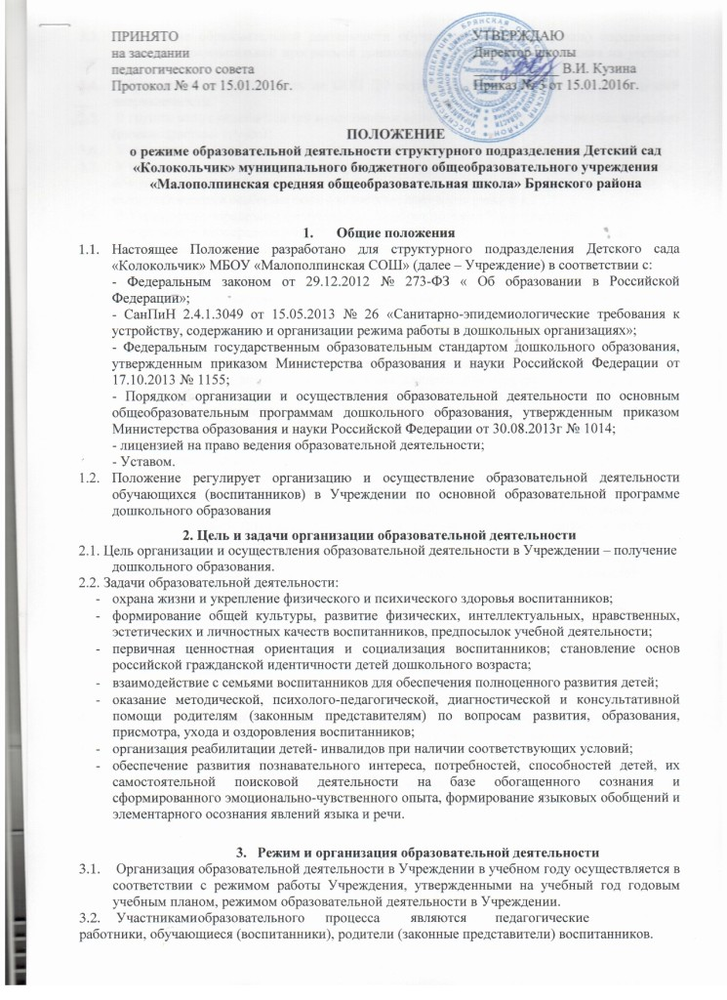 ПРИНЯТО
на заседании
педагогического совета
Протокол № 4 от 15.01.2016г.
УТВЕРЖДАЮ
Директор школы
В.И. Кузина
Приказ № 3 от 15.01.2016г.
ПОЛОЖЕНИЕ
о режиме образовательной деятельности структурного подразделения Детский сад
«Колокольчик» муниципального бюджетного общеобразовательного учреждения
«Малополпинская средняя общеобразовательная школа» Брянского района
1. Общие положения
1.1. Настоящее Положение разработано для структурного подразделения Детского сада
«Колокольчик» МБОУ «Малополпинская СОШ» (далее – Учреждение) в соответствии с:
- Федеральным законом от 29.12.2012 № 273-ФЗ « Об образовании в Российской
Федерации»;
- СанПиН 2.4.1.3049 от 15.05.2013 № 26 «Санитарно-эпидемиологические требования к
устройству, содержанию и организации режима работы в дошкольных организациях»;
- Федеральным государственным образовательным стандартом дошкольного образования,
утвержденным приказом Министерства образования и науки Российской Федерации от
17.10.2013 № 1155;
- Порядком организации и осуществления образовательной деятельности по основным
общеобразовательным программам дошкольного образования, утвержденным приказом
Министерства образования и науки Российской Федерации от 30.08.2013г № 1014;
- лицензией на право ведения образовательной деятельности;
- Уставом.
1.2. Положение регулирует организацию и осуществление образовательной деятельности
обучающихся (воспитанников) в Учреждении по основной образовательной программе
дошкольного образования
2. Цель и задачи организации образовательной деятельности
2.1. Цель организации и осуществления образовательной деятельности в Учреждении – получение
дошкольного образования.
2.2. Задачи образовательной деятельности:
- охрана жизни и укрепление физического и психического здоровья воспитанников;
- формирование общей культуры, развитие физических, интеллектуальных, нравственных,
эстетических и личностных качеств воспитанников, предпосылок учебной деятельности;
- первичная ценностная ориентация и социализация воспитанников; становление основ
российской гражданской идентичности детей дошкольного возраста;
- взаимодействие с семьями воспитанников для обеспечения полноценного развития детей;
- оказание методической, психолого-педагогической, диагностической и консультативной
помощи родителям (законным представителям) по вопросам развития, образования,
присмотра, ухода и оздоровления воспитанников;
- организация реабилитации детей- инвалидов при наличии соответствующих условий;
- обеспечение развития познавательного интереса, потребностей, способностей детей, их
самостоятельной поисковой деятельности на базе обогащенного сознания и
сформированного эмоционально-чувственного опыта, формирование языковых обобщений и
элементарного осознания явлений языка и речи.
3. Режим и организация образовательной деятельности
3.1. Организация образовательной деятельности в Учреждении в учебном году осуществляется в
соответствии с режимом работы Учреждения, утвержденными на учебный год годовым
учебным планом, режимом образовательной деятельности в Учреждении.
3.2. Участникамиобразовательного процесса являются педагогические
работники, обучающиеся (воспитанники), родители (законные представители) воспитанников.